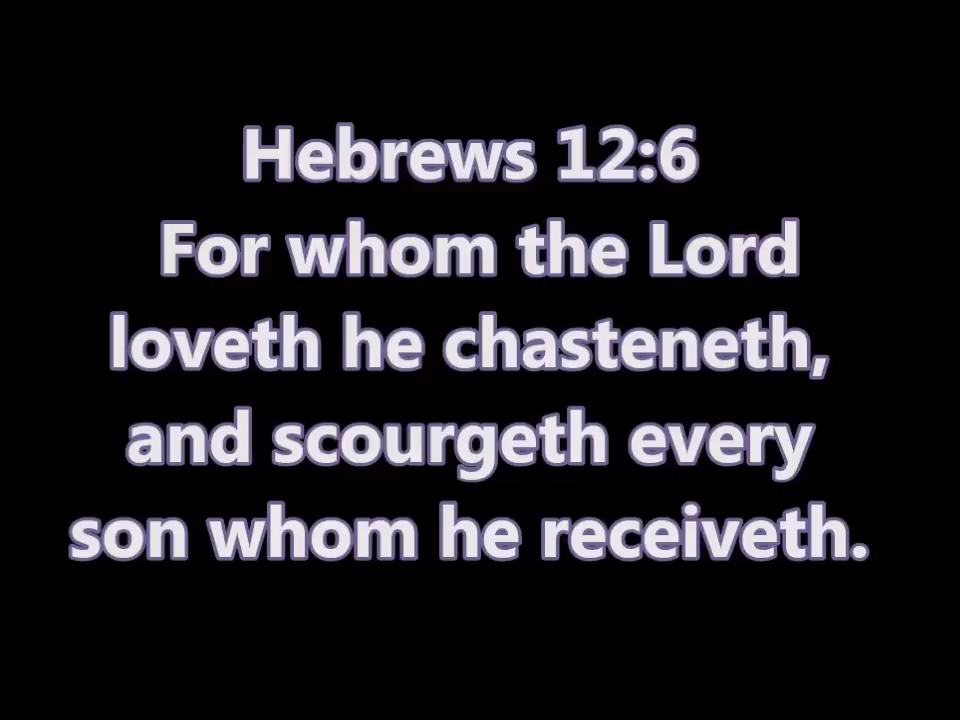 Hebrews 12:6
For whom the Lord
loveth he chasteneth,
and scourgeth every
son whom he receiveth.